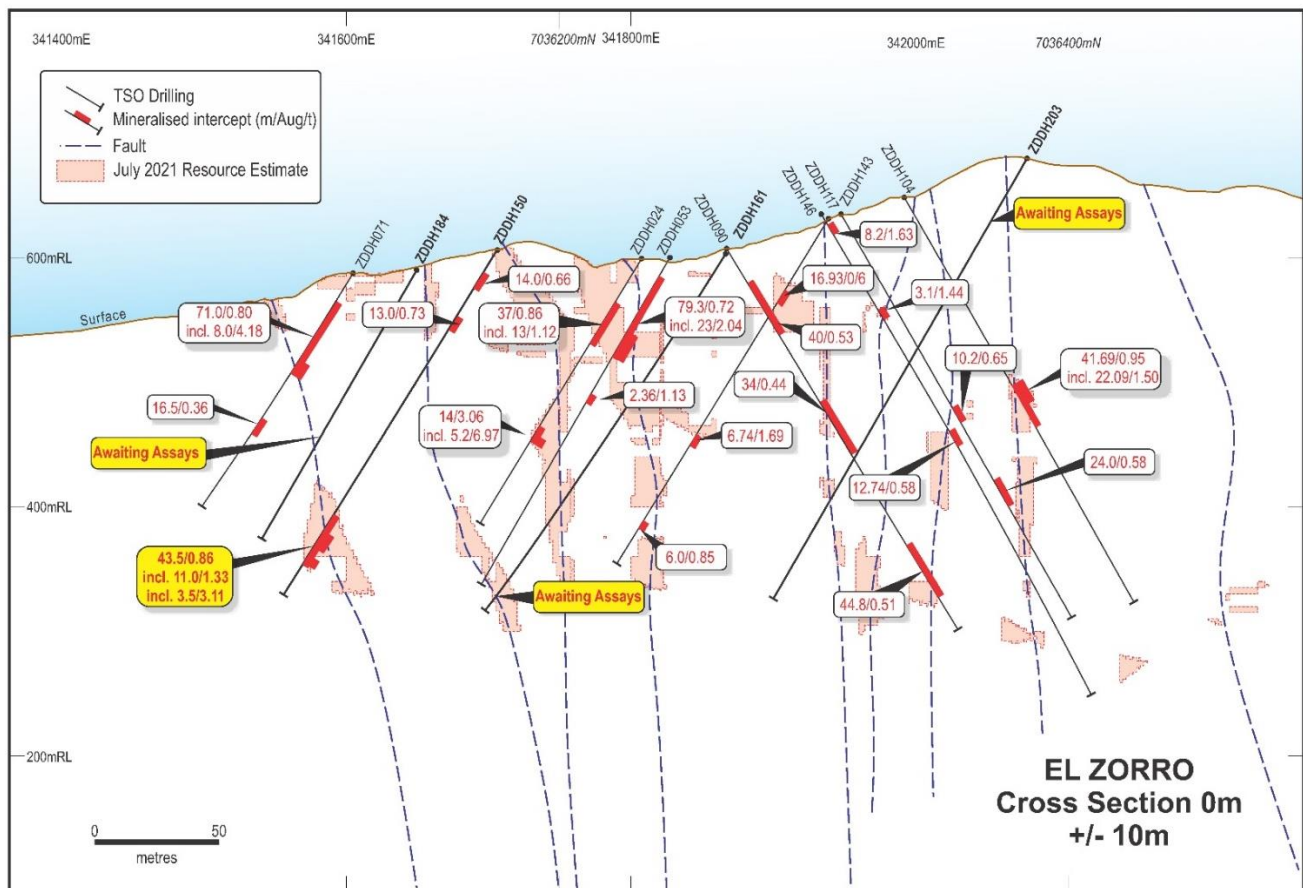 341400mE
341600mE
7036200mN
341800mE
342000mE
7036400mN
TSO Drilling
Mineralised intercept (m/Aug/t)
Fault
July 2021 Resource Estimate
ZDDH071
ZDDH184
ZDDH150
ZDDH024
ZDDH053
ZDDH090
ZDDH161
ZDDH146
ZDDH117
ZDDH143
ZDDH104
ZDDH203
Awaiting Assays
8.2/1.63
600mRL
14.0/0.66
16.93/0/6
3.1/1.44
71.0/0.80
incl. 8.0/4.18
13.0/0.73
37/0.86
incl. 13/1.12
79.3/0.72
incl. 23/2.04
Surface
40/0.53
10.2/0.65
41.69/0.95
incl. 22.09/1.50
16.5/0.36
14/3.06
incl. 5.2/6.97
2.36/1.13
34/0.44
6.74/1.69
Awaiting Assays
12.74/0.58
24.0/0.58
400mRL
43.5/0.86
incl. 11.0/1.33
incl. 3.5/3.11
6.0/0.85
Awaiting Assays
44.8/0.51
200mRL
EL ZORRO
Cross Section 0m
+/- 10m
0
50
metres